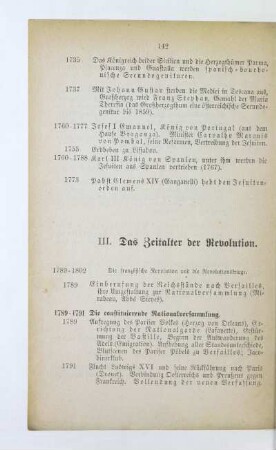 112
1735 Das Königreich beider Sicilien und die Herzogthümer Parma,
Piacenza und Guastalla werden spanisch-bourbo-
nische Secundogenituren.
1737 Mit Johann Gaston sterben die Medici in Toscana aus,
Großherzog wird Franz Stephan, Gemahl der Maria
Theresia (das Großherzogthum eine österreichische Secundo-
genitur bis 1859).
1750-1777 Josef I Emanuel, König von Portugal (aus dem
Hause Braganza). Minister Carvalho Marquis
von Pombal, seine Reformen, Vertreibung der Jesuiten.
1755 Erdbeben zu Lissabon.
1760-1788 Karl III König von Spanien, unter ihm werden die
Jesuiten aus Spanien vertrieben (1767).
1773 Papst Clemens XIV (Ganganelli) hebt den Jesuiten-
orden auf.
III. Das Zeitalter der Revolution.
1789-1802 Die französische Revolution und die Revolutionskriege.
1789 Einberufung der Reichsstände nach Versailles,
ihre Umgestaltung zur Nationalversammlung (Mi-
rabeau, Abbé Sieyès).
1789-1791 Die constituierende Nationalversammlung.
1789 Aufregung des Pariser Volkes (Herzog von Orleans), Er-
richtung der Nationalgarde (Lafayette), Er-
stürmung der Bastille, Beginn der Auswanderung des
Adels (Emigration). Aufhebung aller Standesunterschiede,
Excesse des Pariser Pöbels zu Versailles; Jaco-
binerklub.
1791 Flucht Ludwigs XVI und seine Rückführung nach Paris
(Drouet). Verbindung Oesterreichs und Preußens gegen
Frankreich. Vollendung der neuen Verfassung.